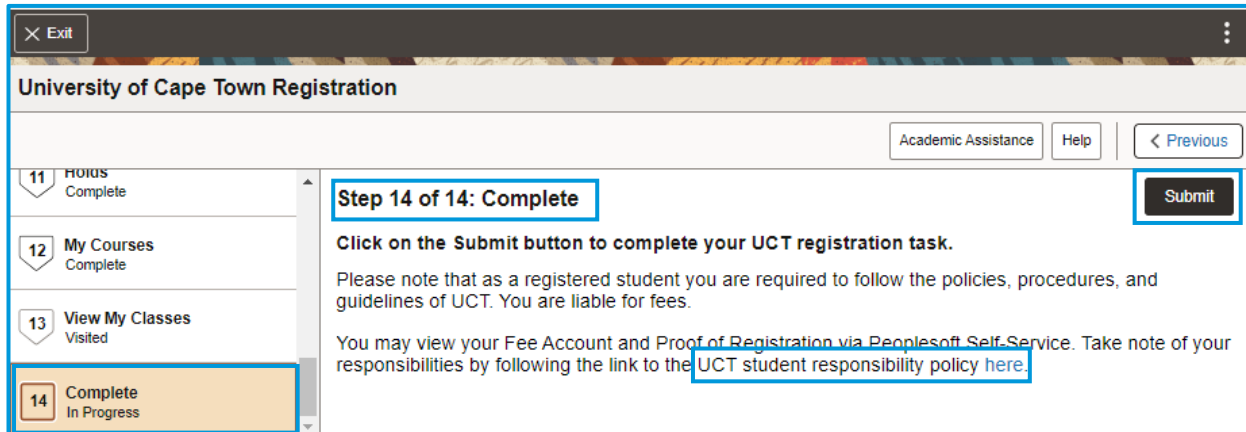 Exit
University of Cape Town Registration
Academic Assistance
Help
Previous
11 Holds
Complete
12 My Courses
Complete
13 View My Classes
Visited
14 Complete
In Progress
Step 14 of 14: Complete
Submit
Click on the Submit button to complete your UCT registration task.
Please note that as a registered student you are required to follow the policies, procedures, and
guidelines of UCT. You are liable for fees.
You may view your Fee Account and Proof of Registration via Peoplesoft Self-Service. Take note of your
responsibilities by following the link to the UCT student responsibility policy here.